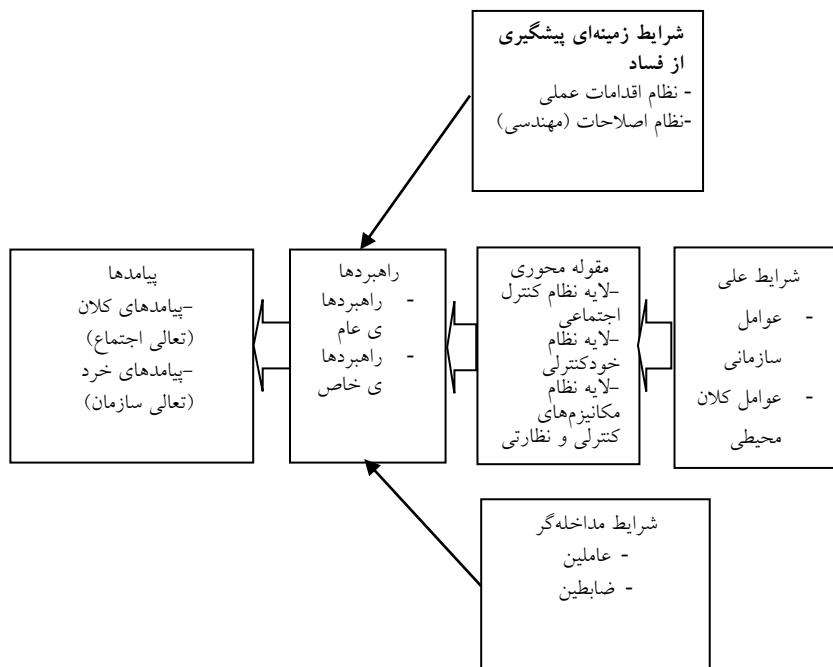 شرایط زمینه‌ای پیشگیری
از فساد
- نظام اقدامات عملی
-نظام اصلاحات (مهندسی)
شرایط علی
- عوامل
سازمانی
- عوامل کلان
محیطی
مقوله محوری
–لایه نظام کنترل
اجتماعی
–لایه نظام
خودکنترلی
–لایه نظام
مکانیزم‌های
کنترلی و نظارتی
راهبردها
- راهبردها
ی عام
- راهبردها
ی خاص
پیامدها
–پیامدهای کلان
(تعالی اجتماع)
–پیامدهای خرد
(تعالی سازمان)
شرایط مداخله‌گر
- عاملین
- ضابطین